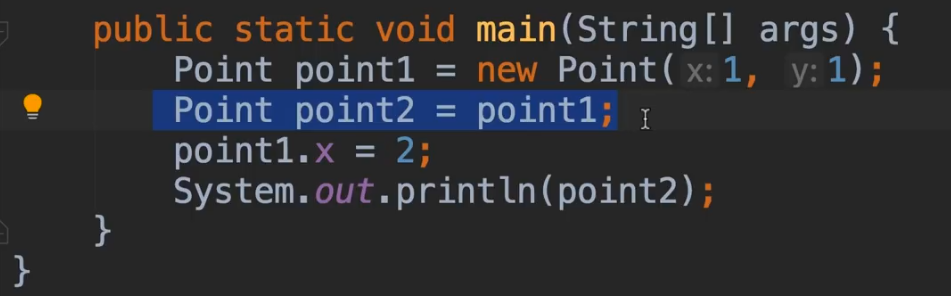 public static void main(String[] args) {
Point point1 = new Point( x: 1, y: 1);
Point point2 = point1;
point1.x = 2;
System.out.println(point2);
}
}